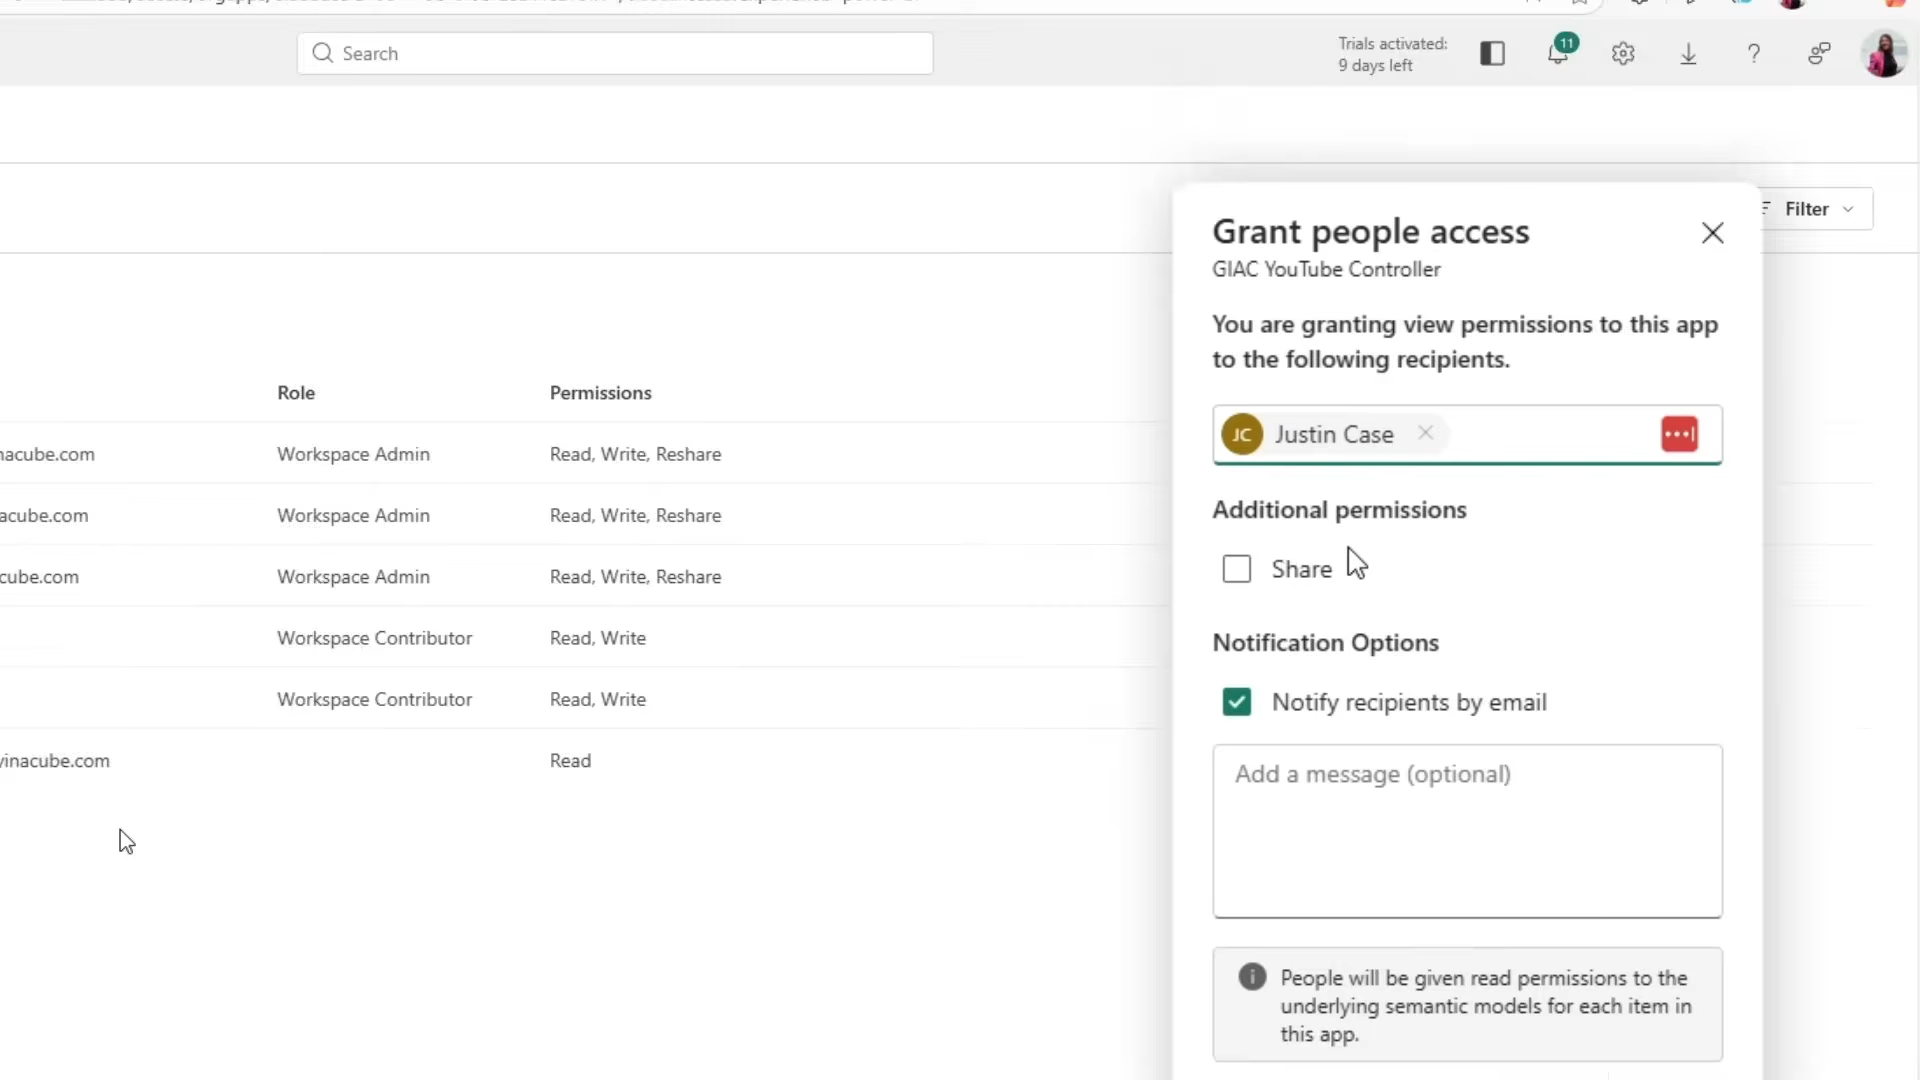 Search
Trials activated:
9 days left
11
Filter
Grant people access
GIAC YouTube Controller
You are granting view permissions to this app
to the following recipients.
JC Justin Case
Additional permissions
Share
Notification Options
Notify recipients by email
Add a message (optional)
People will be given read permissions to the
underlying semantic models for each item in
this app.
Role Permissions
nacube.com Workspace Admin Read, Write, Reshare
acube.com Workspace Admin Read, Write, Reshare
cube.com Workspace Admin Read, Write, Reshare
Workspace Contributor Read, Write
Workspace Contributor Read, Write
yinacube.com Read